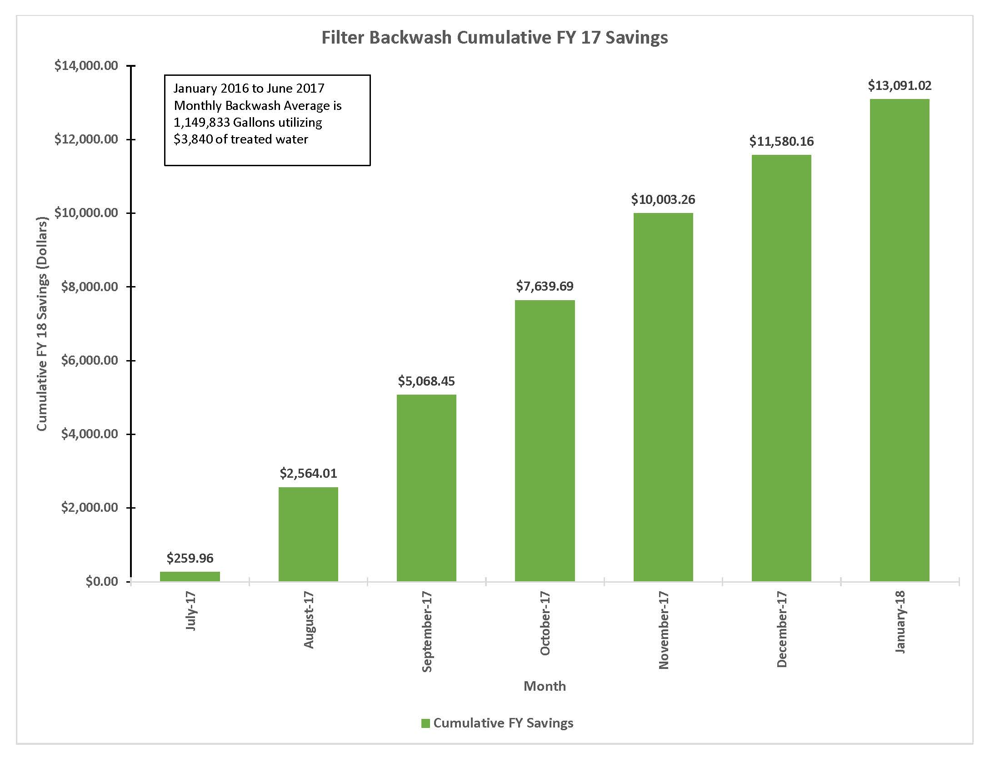 Filter Backwash Cumulative FY 17 Savings
$14,000.00
$12,000.00
$10,000.00
$8,000.00
$6,000.00
$4,000.00
$2,000.00
$0.00
Cumulative FY 18 Savings (Dollars)
January 2016 to June 2017
Monthly Backwash Average is
1,149,833 Gallons utilizing
$3,840 of treated water
$259.96
$2,564.01
$5,068.45
$7,639.69
$10,003.26
$11,580.16
$13,091.02
July-17
August-17
September-17
October-17
November-17
December-17
January-18
Month
Cumulative FY Savings